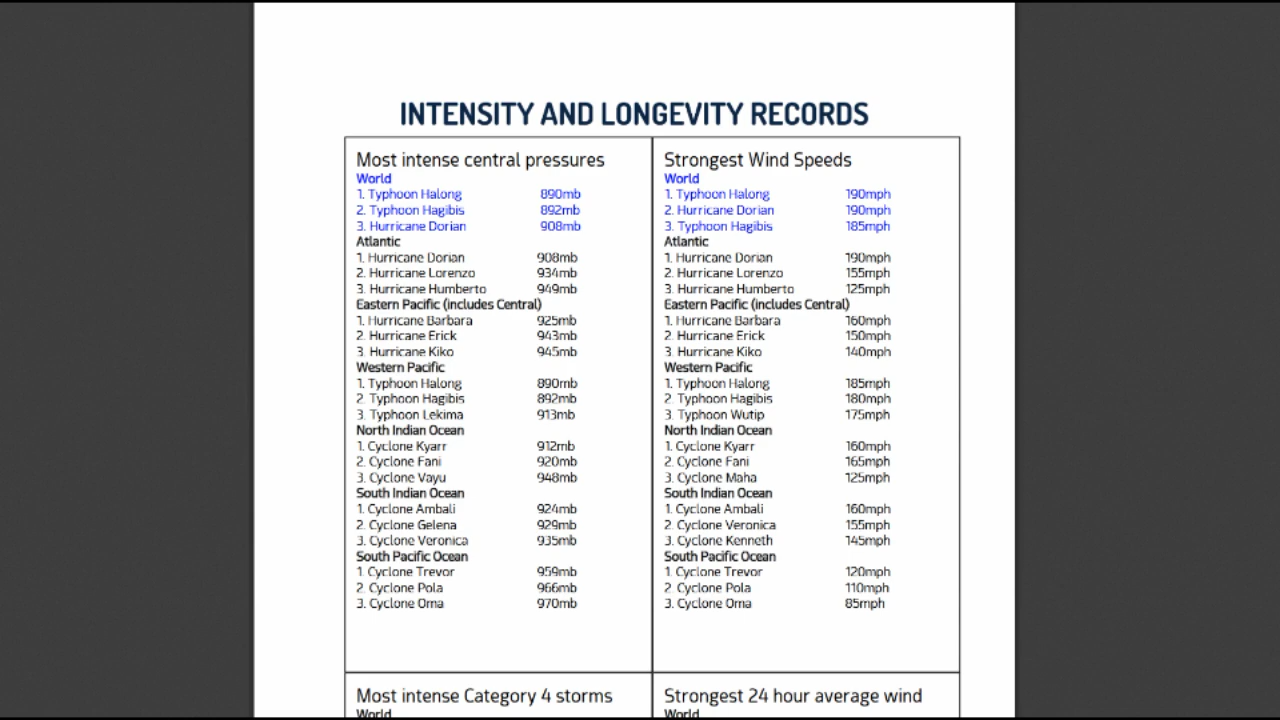 INTENSITY AND LONGEVITY RECORDS
Most intense central pressures
World
1. Typhoon Halong 890mb
2. Typhoon Hagibis 892mb
3. Hurricane Dorian 908mb
Atlantic
1. Hurricane Dorian 908mb
2. Hurricane Lorenzo 934mb
3. Hurricane Humberto 949mb
Eastern Pacific (includes Central)
1. Hurricane Barbara 925mb
2. Hurricane Erick 943mb
3. Hurricane Kiko 945mb
Western Pacific
1. Typhoon Halong 890mb
2. Typhoon Hagibis 892mb
3. Typhoon Lekima 913mb
North Indian Ocean
1. Cyclone Kyarr 912mb
2. Cyclone Fani 920mb
3. Cyclone Vayu 948mb
South Indian Ocean
1. Cyclone Ambali 924mb
2. Cyclone Gelena 929mb
3. Cyclone Veronica 935mb
South Pacific Ocean
1. Cyclone Trevor 959mb
2. Cyclone Pola 966mb
3. Cyclone Oma 970mb
Strongest Wind Speeds
World
1. Typhoon Halong 190mph
2. Hurricane Dorian 190mph
3. Typhoon Hagibis 185mph
Atlantic
1. Hurricane Dorian 190mph
2. Hurricane Lorenzo 155mph
3. Hurricane Humberto 125mph
Eastern Pacific (includes Central)
1. Hurricane Barbara 160mph
2. Hurricane Erick 150mph
3. Hurricane Kiko 140mph
Western Pacific
1. Typhoon Halong 185mph
2. Typhoon Hagibis 180mph
3. Typhoon Wutip 175mph
North Indian Ocean
1. Cyclone Kyarr 160mph
2. Cyclone Fani 165mph
3. Cyclone Maha 125mph
South Indian Ocean
1. Cyclone Ambali 160mph
2. Cyclone Veronica 155mph
3. Cyclone Kenneth 145mph
South Pacific Ocean
1. Cyclone Trevor 120mph
2. Cyclone Pola 110mph
3. Cyclone Oma 85mph
Most intense Category 4 storms
World
Strongest 24 hour average wind
World